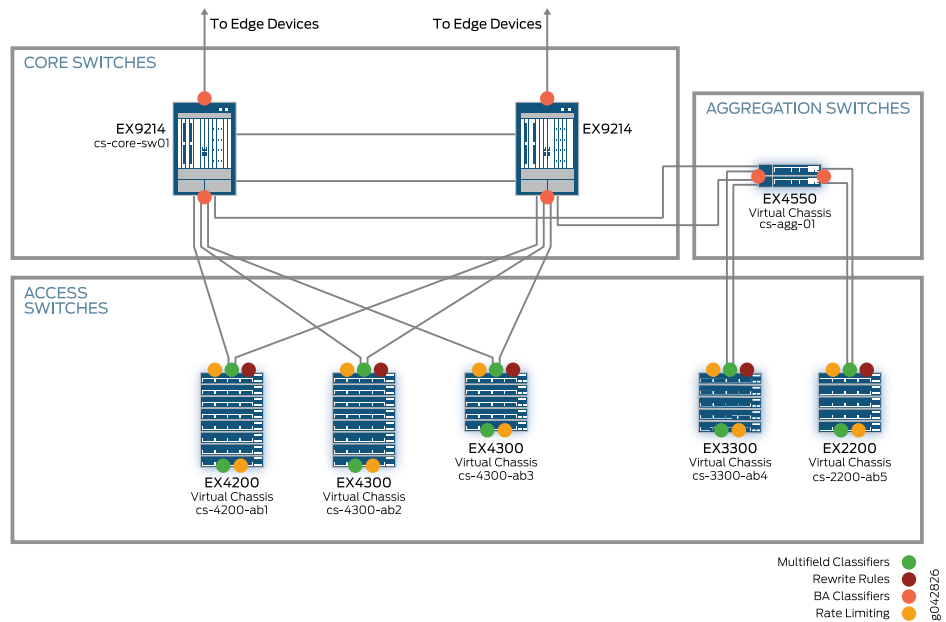 To Edge Devices
To Edge Devices
CORE SWITCHES
AGGREGATION SWITCHES
EX9214
cs-core-sw01
EX9214
EX4550
Virtual Chassis
cs-agg-01
ACCESS
SWITCHES
EX4200
Virtual Chassis
cs-4200-ab1
EX4300
Virtual Chassis
cs-4300-ab2
EX4300
Virtual Chassis
cs-4300-ab3
EX3300
Virtual Chassis
cs-3300-ab4
EX2200
Virtual Chassis
cs-2200-ab5
Multifield Classifiers
Rewrite Rules
BA Classifiers
Rate Limiting
g042826